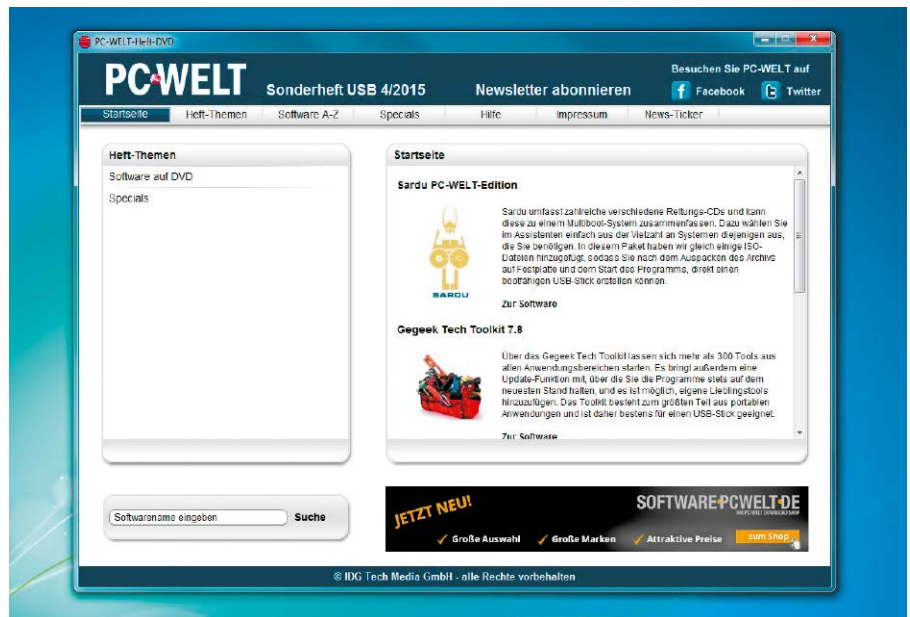 PC-WELT-Heft-DVD
PC WELT
Sonderheft USB 4/2015
Newsletter abonnieren
Besuchen Sie PC-WELT auf
Facebook
Twitter
Startseite
Heft-Themen
Software A-Z
Specials
Hilfe
Impressum
News-Ticker
Heft-Themen
Software auf DVD
Specials
Startseite
Sardu PC-WELT-Edition
SARDU
Sardu umfasst zahlreiche verschiedene Rettungs-CDs und kann
diese zu einem Multiboot-System zusammenfassen. Dazu wählen Sie
im Assistenten einfach aus der Vielzahl an Systemen diejenigen aus,
die Sie benötigen. In diesem Paket haben wir gleich einige ISO-
Dateien hinzugefügt, sodass Sie nach dem Auspacken des Archivs
auf Festplatte und dem Start des Programms, direkt einen
bootfähigen USB-Stick erstellen können.
Zur Software
Gegeek Tech Toolkit 7.8
Über das Gegeek Tech Toolkit lassen sich mehr als 300 Tools aus
allen Anwendungsbereichen starten. Es bringt außerdem eine
Update-Funktion mit, über die Sie die Programme stets auf dem
neuesten Stand halten, und es ist möglich, eigene Lieblingstools
hinzuzufügen. Das Toolkit besteht zum größten Teil aus portablen
Anwendungen und ist daher bestens für einen USB-Stick geeignet.
Zur Software
Softwarename eingeben
Suche
JETZT NEU!
SOFTWARE PCWELT DE
Große Auswahl
Große Marken
Attraktive Preise
zum Shop
© IDG Tech Media GmbH - alle Rechte vorbehalten